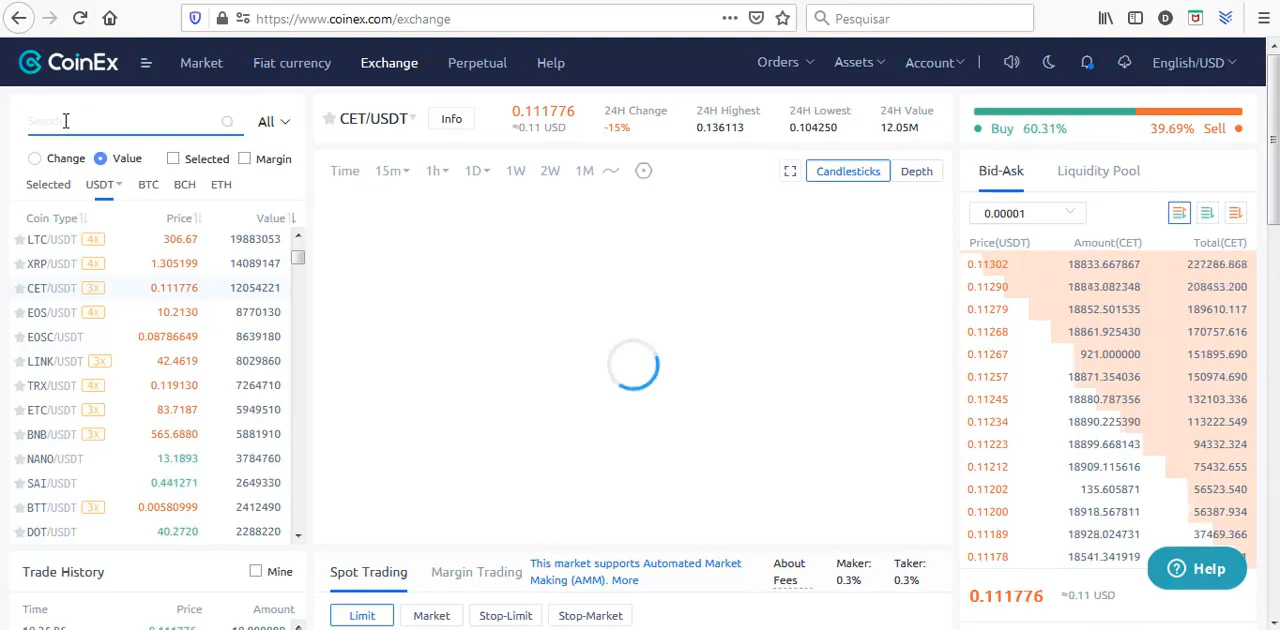 https://www.coinex.com/exchange
Pesquisar
CoinEx
Market
Fiat currency
Exchange
Perpetual
Help
Orders
Assets
Account
English/USD
Search
All
Change
Value
Selected
Margin
Selected
USDT
BTC
BCH
ETH
Coin Type
Price
Value
LTC/USDT 4x 306.67 19883053
XRP/USDT 4x 1.305199 14089147
CET/USDT 3x 0.111776 12054221
EOS/USDT 4x 10.2130 8770130
EOSC/USDT 0.08786649 8639180
LINK/USDT 3x 42.4619 8029860
TRX/USDT 4x 0.119130 7264710
ETC/USDT 3x 83.7187 5949510
BNB/USDT 3x 565.6880 5881910
NANO/USDT 13.1893 3784760
SAI/USDT 0.441271 2649330
BTT/USDT 3x 0.00580999 2412490
DOT/USDT 40.2720 2288220
Trade History
Mine
Time
Price
Amount
CET/USDT
Info
0.111776
≈0.11 USD
24H Change
-15%
24H Highest
0.136113
24H Lowest
0.104250
24H Value
12.05M
Time
15m
1h
1D
1W
2W
1M
Candlesticks
Depth
Spot Trading
Margin Trading
This market supports Automated Market
Making (AMM). More
About
Fees
Maker:
0.3%
Taker:
0.3%
Limit
Market
Stop-Limit
Stop-Market
Buy 60.31%
39.69% Sell
Bid-Ask
Liquidity Pool
0.00001
Price(USDT) Amount(CET) Total(CET)
0.11302 18833.667867 227286.868
0.11290 18843.082348 208453.200
0.11279 18852.501535 189610.117
0.11268 18861.925430 170757.616
0.11267 921.000000 151895.690
0.11257 18871.354036 150974.690
0.11245 18880.787356 132103.336
0.11234 18890.225390 113222.549
0.11223 18899.668143 94332.324
0.11212 18909.115616 75432.655
0.11202 135.605871 56523.540
0.11200 18918.567811 56387.934
0.11189 18928.024731 37469.366
0.11178 18541.341919
0.111776
≈0.11 USD
Help